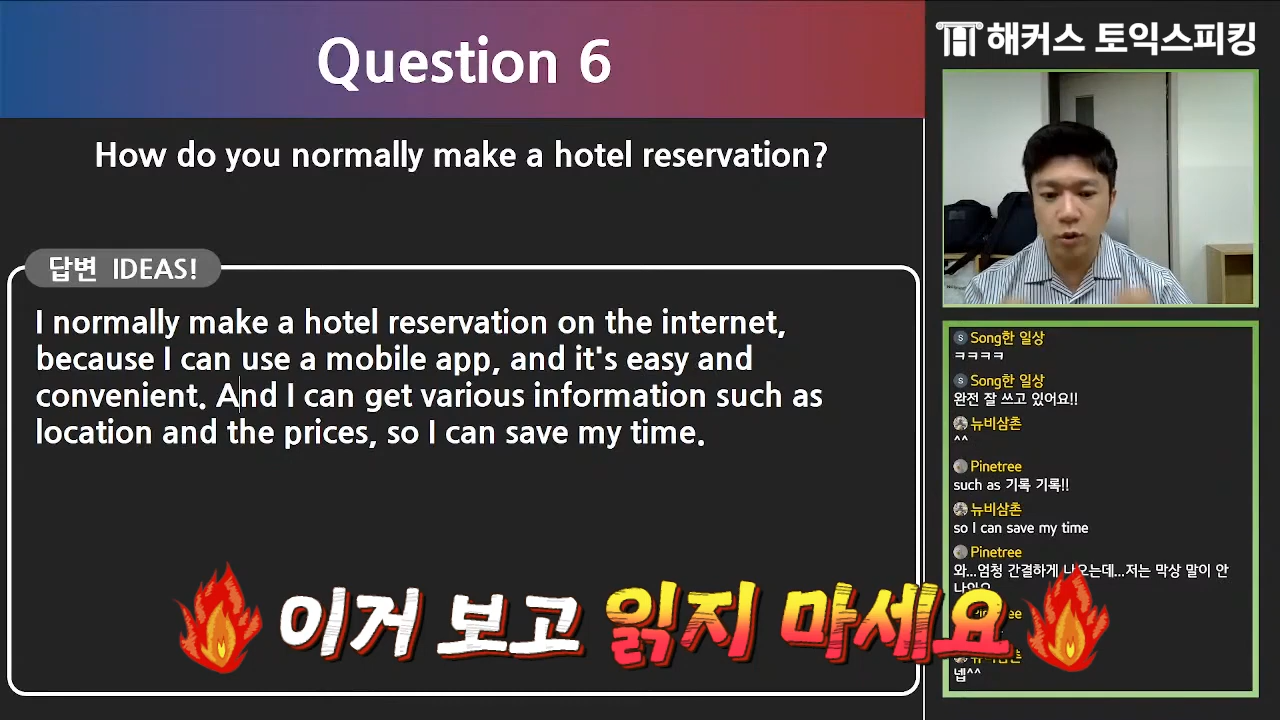 Question 6
How do you normally make a hotel reservation?
답변 IDEAS!
I normally make a hotel reservation on the internet,
because I can use a mobile app, and it's easy and
convenient. And I can get various information such as
location and the prices, so I can save my time.
이거 보고 읽지 마세요
해커스 토익스피킹
S Song한 일상
ㅋㅋㅋㅋ
S Song한 일상
완전 잘 쓰고 있어요!!
뉴비삼촌
^^
Pinetree
such as 기록 기록!!
뉴비삼촌
so I can save my time
Pinetree
와...엄청 간결하게 나오는데...저는 막상 말이 안
뉴비삼촌
넵^^